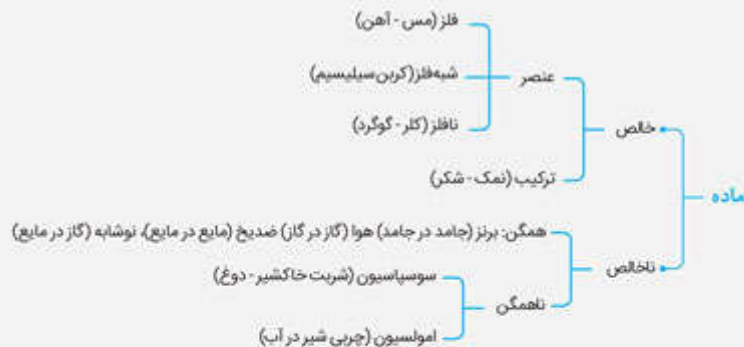 ماده
خالص
عنصر
فلز (مس - آهن)
شبه‌فلز(کربن سیلیسیم)
نافلز (کلر - گوگرد)
ترکیب (نمک - شکر)
ناخالص
همگن: برنز (جامد در جامد) هوا (گاز در گاز) ضدیخ (مایع در مایع)، نوشابه (گاز در مایع)
ناهمگن
سوسپاسیون (شربت خاکشیر - دوغ)
امولسیون (چربی شیر در آب)